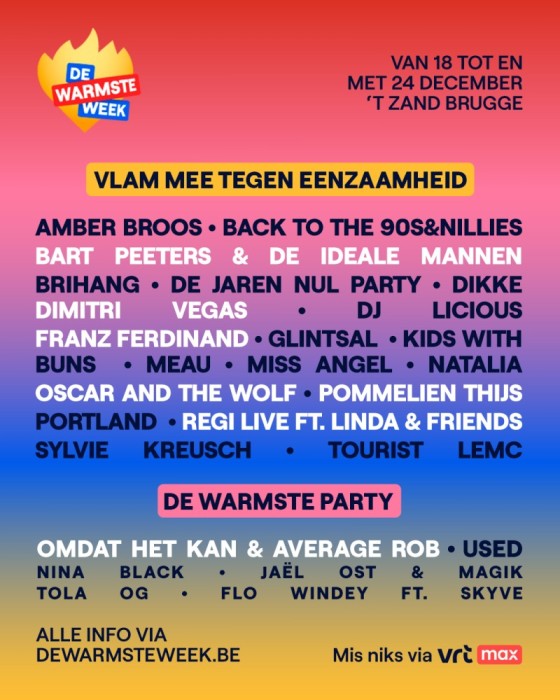 DE
WARMSTE
WEEK
VAN 18 TOT EN
MET 24 DECEMBER
'T ZAND BRUGGE
VLAM MEE TEGEN EENZAAMHEID
AMBER BROOS • BACK TO THE 90S&NILLIES
BART PEETERS & DE IDEALE MANNEN
BRIHANG • DE JAREN NUL PARTY • DIKKE
DIMITRI VEGAS • DJ LICIOUS
FRANZ FERDINAND • GLINTSAL • KIDS WITH
BUNS • MEAU • MISS ANGEL • NATALIA
OSCAR AND THE WOLF • POMMELIEN THIJS
PORTLAND • REGI LIVE FT. LINDA & FRIENDS
SYLVIE KREUSCH • TOURIST LEMC
DE WARMSTE PARTY
OMDAT HET KAN & AVERAGE ROB • USED
NINA BLACK • JAËL OST & MAGIK
TOLA OG • FLO WINDEY FT. SKYVE
ALLE INFO VIA
DEWARMSTEWEEK.BE
Mis niks via vrt max